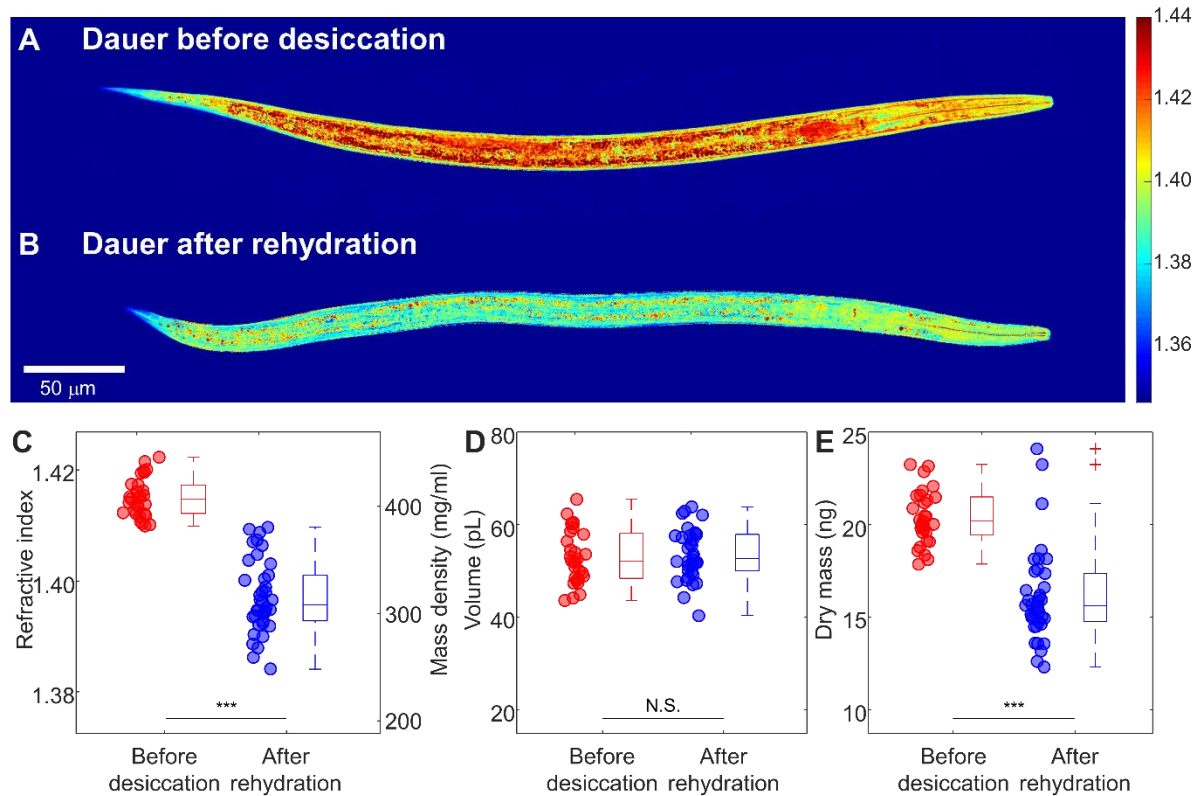 A Dauer before desiccation
1.44
1.42
1.40
1.38
1.36
B Dauer after rehydration
50 μm
C
Refractive index
1.42
1.40
1.38
400
300
200
Mass density (mg/ml)
***
Before
desiccation
After
rehydration
D
Volume (pL)
80
60
40
20
N.S.
Before
desiccation
After
rehydration
E
Dry mass (ng)
25
20
15
10
***
Before
desiccation
After
rehydration